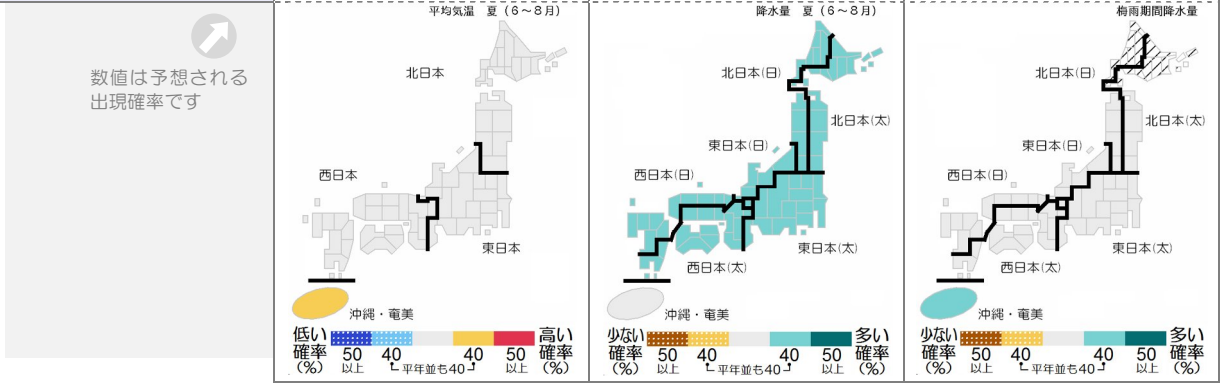 数値は予想される
出現確率です
平均気温　夏（6～8月）
北日本
西日本
東日本
沖縄・奄美
低い
確率
(%)
50
以上
40
平年並も40
40
50
以上
高い
確率
(%)
降水量　夏（6～8月）
北日本(日)
北日本(太)
東日本(日)
西日本(日)
東日本(太)
西日本(太)
沖縄・奄美
少ない
確率
(%)
50
以上
40
平年並も40
40
50
以上
多い
確率
(%)
梅雨期間降水量
北日本(日)
北日本(太)
東日本(日)
西日本(日)
東日本(太)
西日本(太)
沖縄・奄美
少ない
確率
(%)
50
以上
40
平年並も40
40
50
以上
多い
確率
(%)